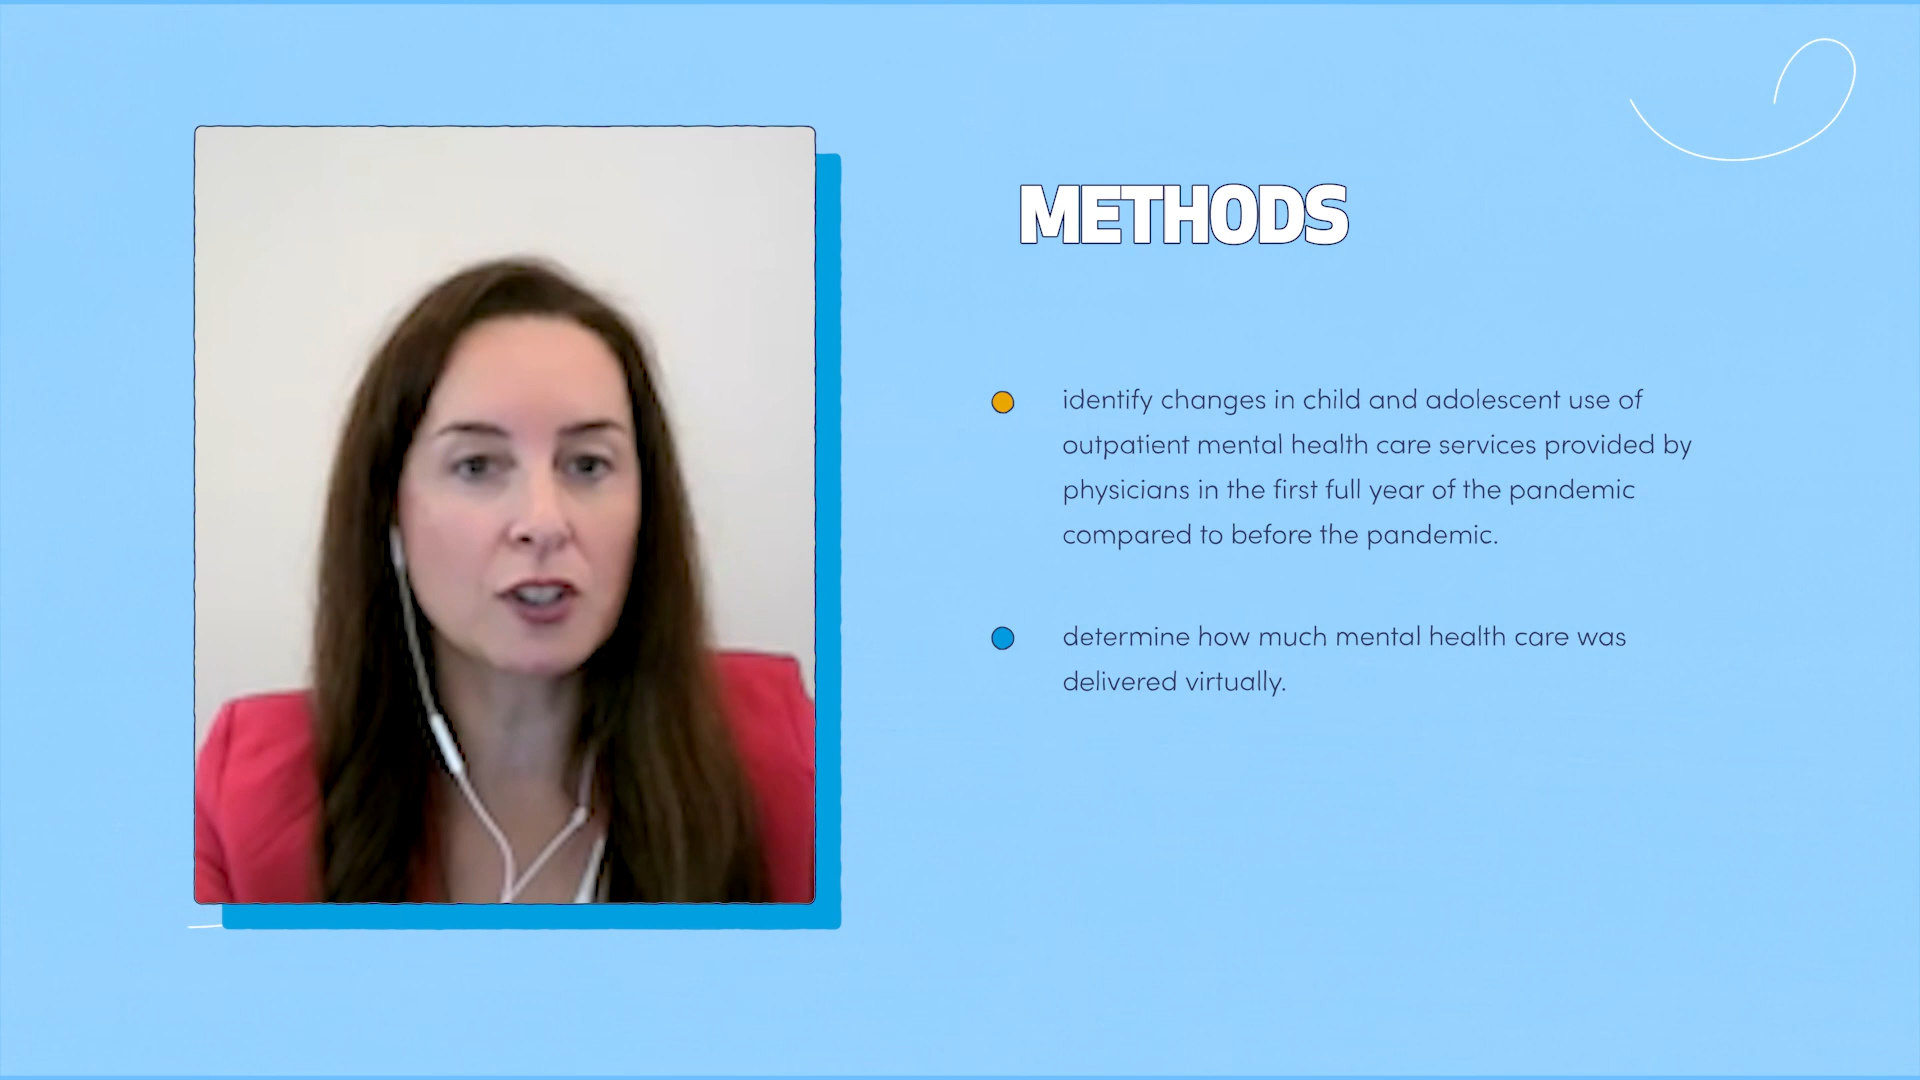 METHODS
identify changes in child and adolescent use of
outpatient mental health care services provided by
physicians in the first full year of the pandemic
compared to before the pandemic.
determine how much mental health care was
delivered virtually.